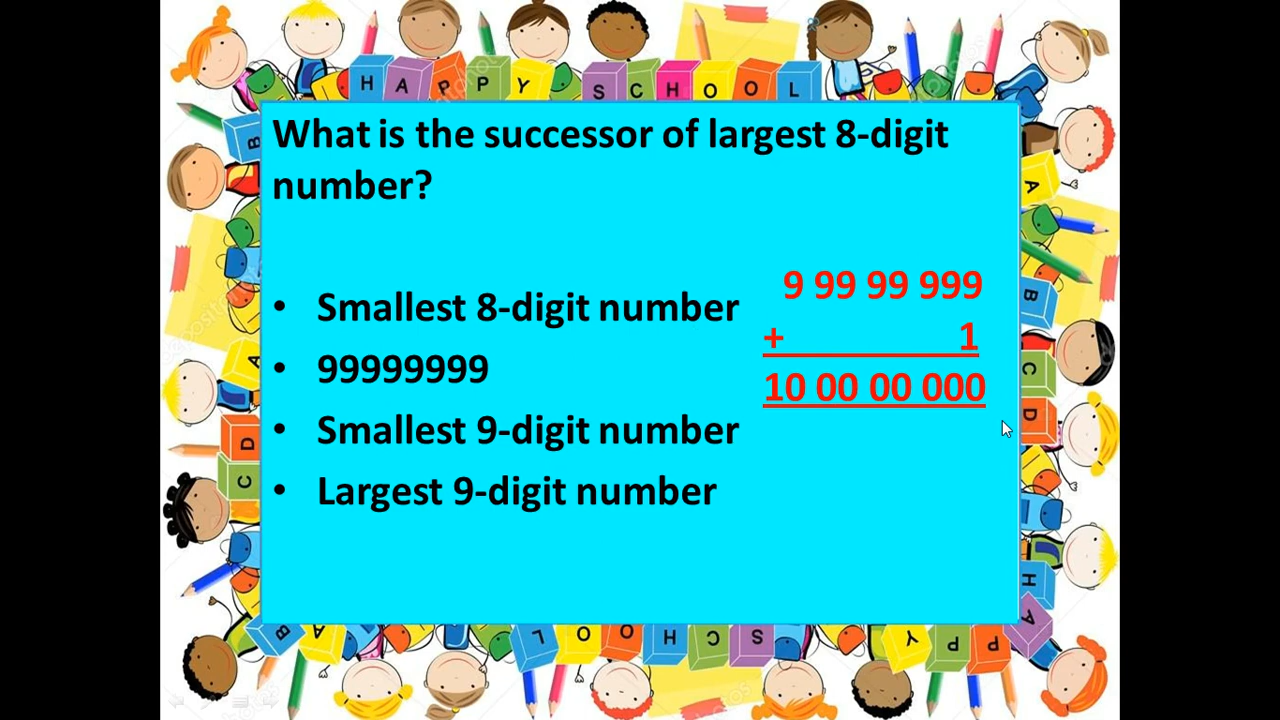 HAPPY SCHOOL
What is the successor of largest 8-digit
number?
• Smallest 8-digit number
• 99999999
• Smallest 9-digit number
• Largest 9-digit number
9 99 99 999
+ 1
10 00 00 000
B
A
A
B
C
D
C
D
H
A
B A L O O H C S Y P P